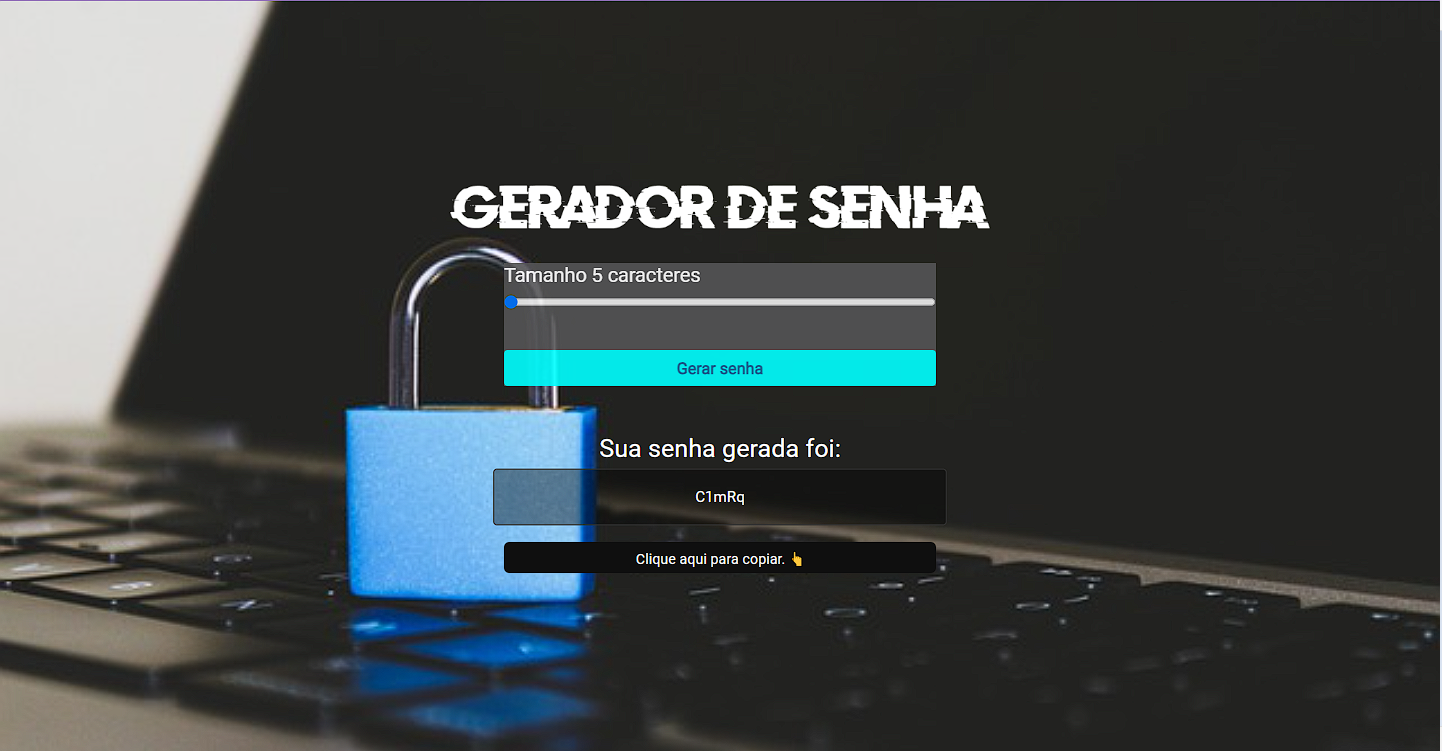 GERADOR DE SENHA
Tamanho 5 caracteres
Gerar senha
Sua senha gerada foi:
C1mRq
Clique aqui para copiar. 👆